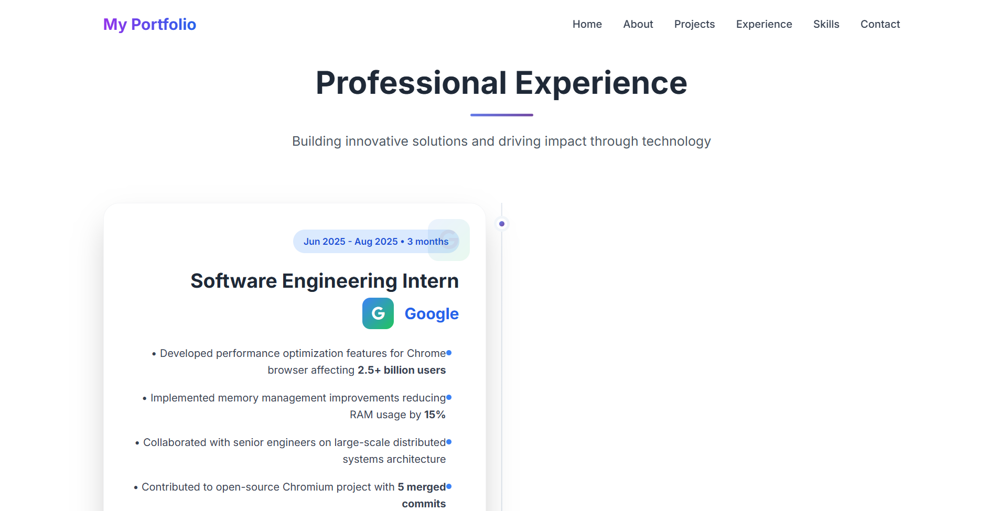 My Portfolio
Home About Projects Experience Skills Contact
Professional Experience
Building innovative solutions and driving impact through technology
Jun 2025 - Aug 2025 • 3 months
Software Engineering Intern
G Google
• Developed performance optimization features for Chrome
browser affecting 2.5+ billion users
• Implemented memory management improvements reducing
RAM usage by 15%
• Collaborated with senior engineers on large-scale distributed
systems architecture
• Contributed to open-source Chromium project with 5 merged
commits